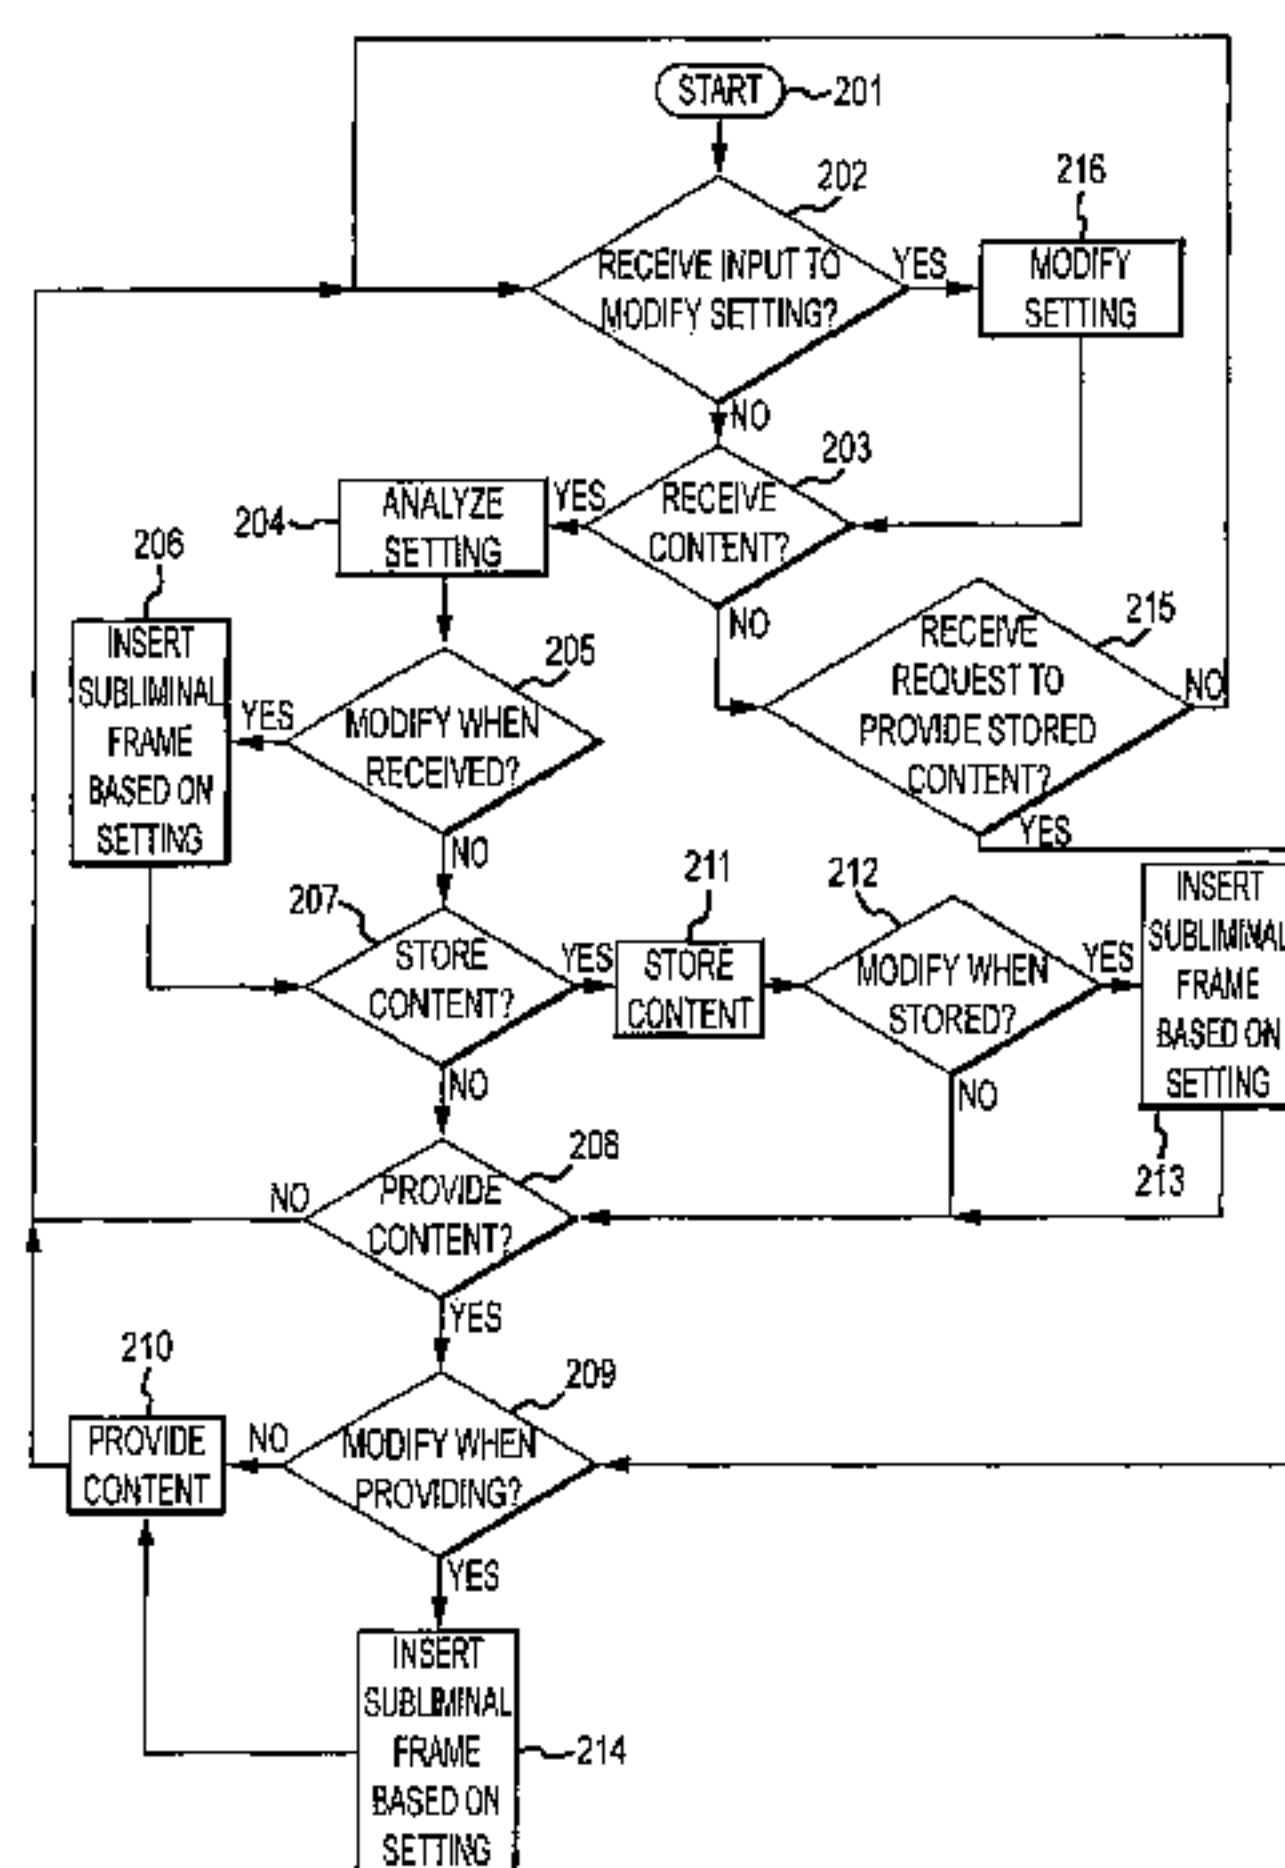 START
201
202
216
RECEIVE INPUT TO
MODIFY SETTING?
YES
MODIFY
SETTING
NO
203
RECEIVE
CONTENT?
YES
ANALYZE
SETTING
204
NO
206
INSERT
SUBLIMINAL
FRAME
BASED ON
SETTING
205
MODIFY WHEN
RECEIVED?
YES
NO
215
RECEIVE
REQUEST TO
PROVIDE STORED
CONTENT?
NO
YES
207
STORE
CONTENT?
YES
211
STORE
CONTENT
212
MODIFY WHEN
STORED?
YES
INSERT
SUBLIMINAL
FRAME
BASED ON
SETTING
213
NO
NO
208
PROVIDE
CONTENT?
NO
YES
210
PROVIDE
CONTENT
NO
209
MODIFY WHEN
PROVIDING?
YES
INSERT
SUBLIMINAL
FRAME
BASED ON
SETTING
214